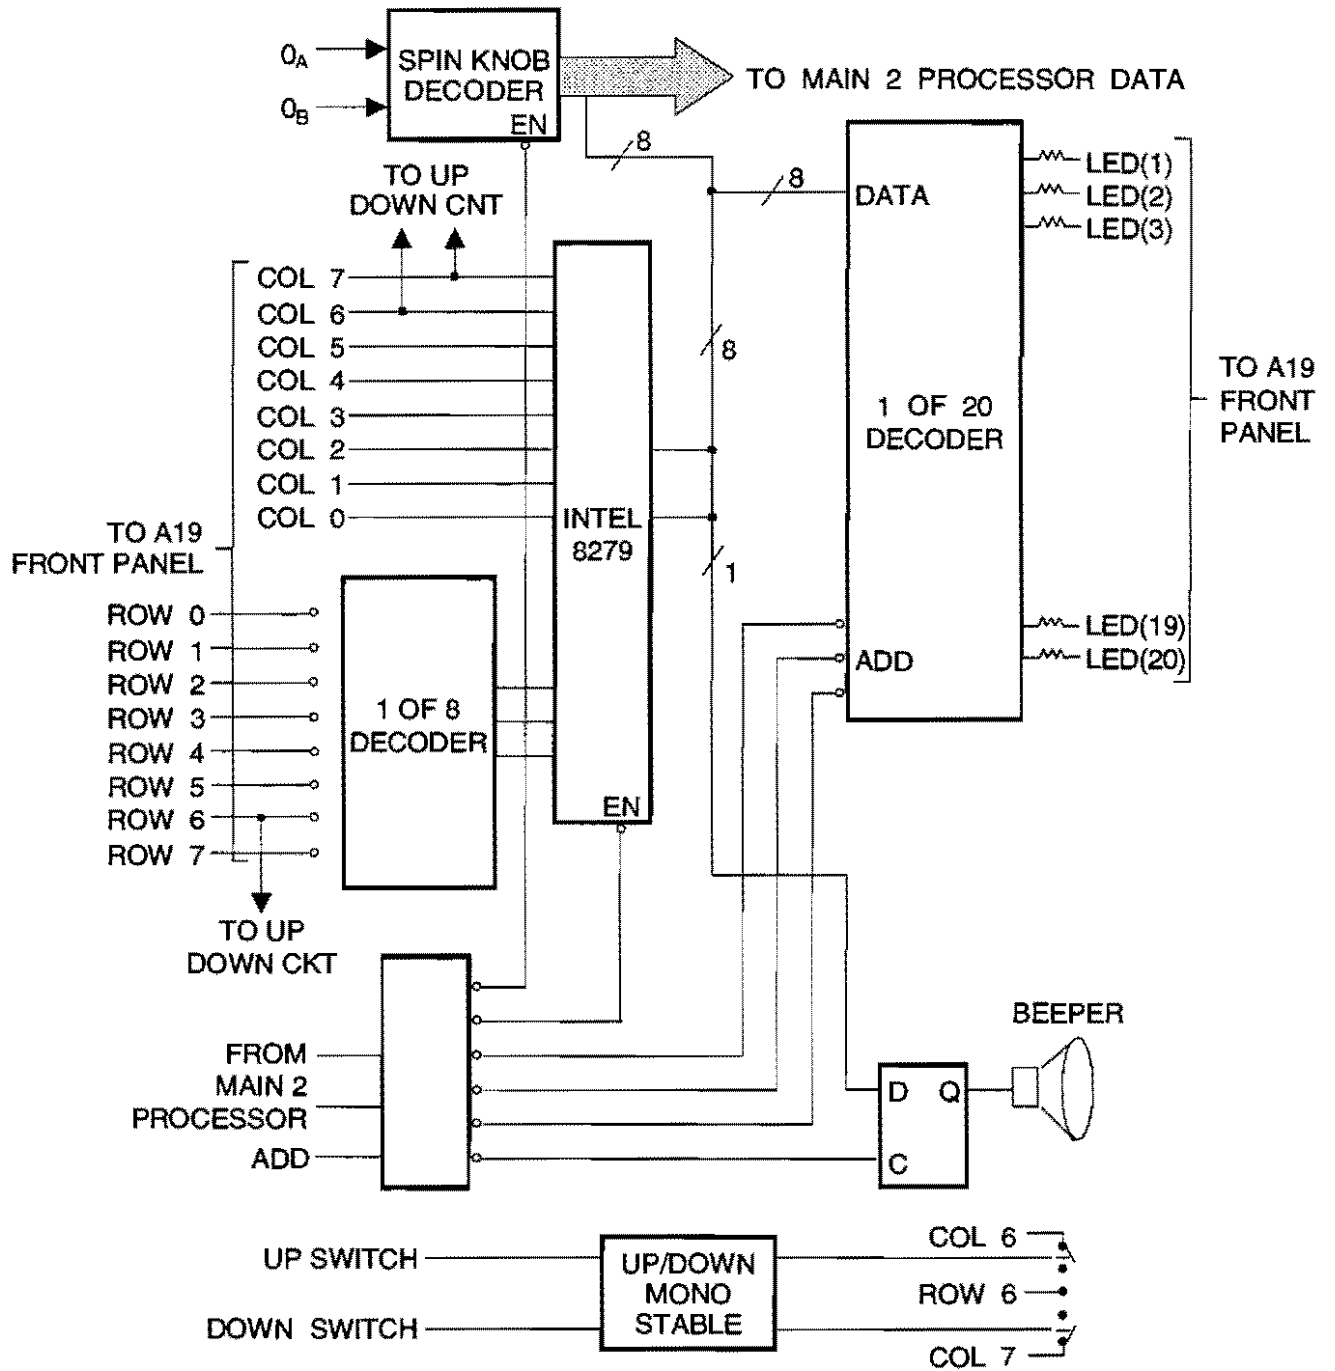 0A
0B
SPIN KNOB
DECODER
EN
TO MAIN 2 PROCESSOR DATA
8
TO UP
DOWN CNT
8
DATA
LED(1)
LED(2)
LED(3)
COL 7
COL 6
COL 5
COL 4
COL 3
COL 2
COL 1
COL 0
8
1 OF 20
DECODER
TO A19
FRONT
PANEL
INTEL
8279
TO A19
FRONT PANEL
1
ROW 0
ROW 1
ROW 2
ROW 3
ROW 4
ROW 5
ROW 6
ROW 7
1 OF 8
DECODER
LED(19)
LED(20)
ADD
EN
TO UP
DOWN CKT
FROM
MAIN 2
PROCESSOR
ADD
BEEPER
D Q
C
UP SWITCH
DOWN SWITCH
UP/DOWN
MONO
STABLE
COL 6
ROW 6
COL 7